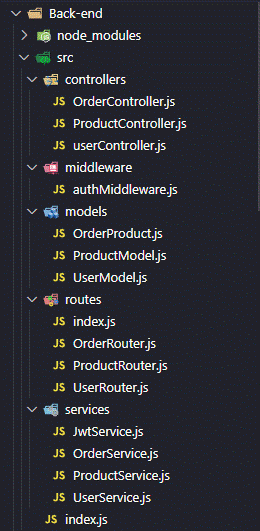 Back-end
node_modules
src
controllers
JS OrderController.js
JS ProductController.js
JS userController.js
middleware
JS authMiddleware.js
models
JS OrderProduct.js
JS ProductModel.js
JS UserModel.js
routes
JS index.js
JS OrderRouter.js
JS ProductRouter.js
JS UserRouter.js
services
JS JwtService.js
JS OrderService.js
JS ProductService.js
JS UserService.js
JS index.js